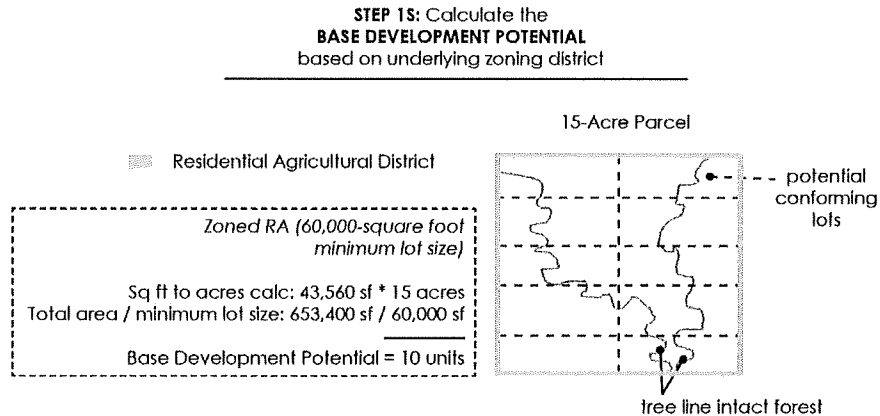 STEP 1S: Calculate the
BASE DEVELOPMENT POTENTIAL
based on underlying zoning district
15-Acre Parcel
Residential Agricultural District
potential
conforming
lots
Zoned RA (60,000-square foot
minimum lot size)
Sq ft to acres calc: 43,560 sf * 15 acres
Total area / minimum lot size: 653,400 sf / 60,000 sf
Base Development Potential = 10 units
tree line intact forest